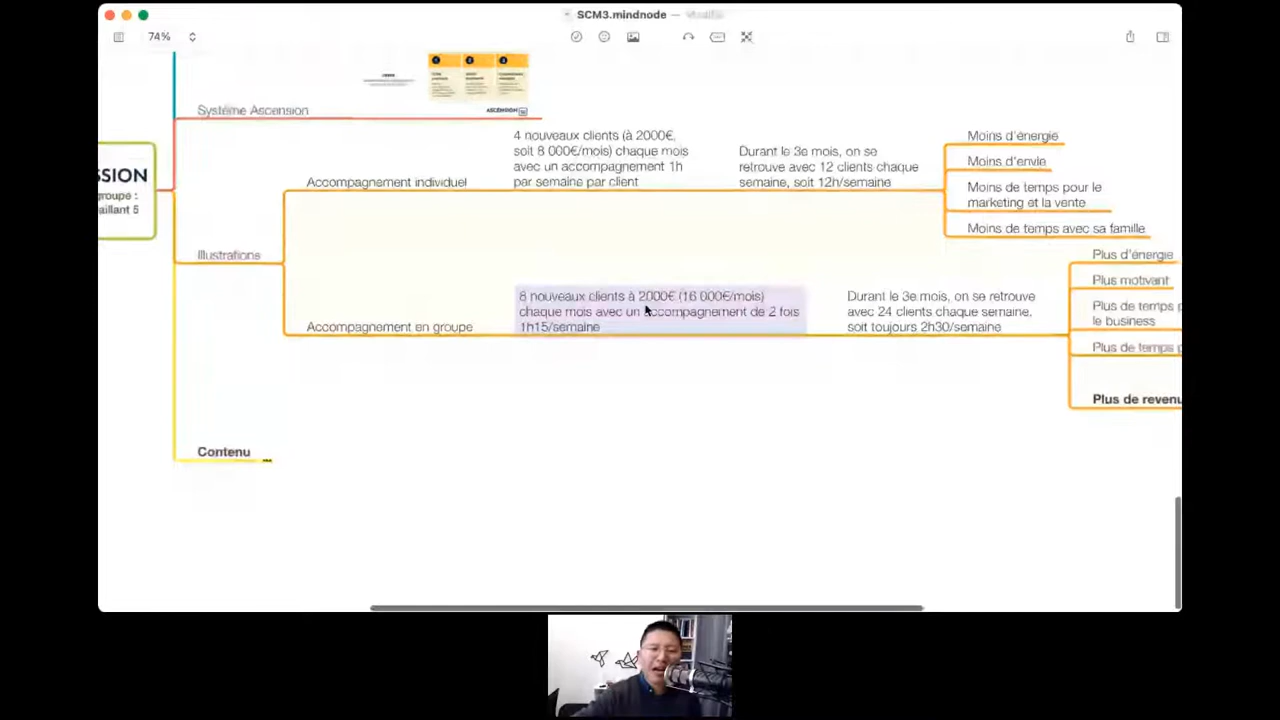 SCM3.mindnode
74%
Système Ascension
ASCENSION
SSION
groupe :
aillant 5
Illustrations
Accompagnement individuel
4 nouveaux clients (à 2000€,
soit 8 000€/mois) chaque mois
avec un accompagnement 1h
par semaine par client
Durant le 3e mois, on se
retrouve avec 12 clients chaque
semaine, soit 12h/semaine
Moins d'énergie
Moins d'envie
Moins de temps pour le
marketing et la vente
Moins de temps avec sa famille
Accompagnement en groupe
8 nouveaux clients à 2000€ (16 000€/mois)
chaque mois avec un accompagnement de 2 fois
1h15/semaine
Durant le 3e mois, on se retrouve
avec 24 clients chaque semaine,
soit toujours 2h30/semaine
Plus d'énergie
Plus motivant
Plus de temps p
le business
Plus de temps p
Plus de revenu
Contenu